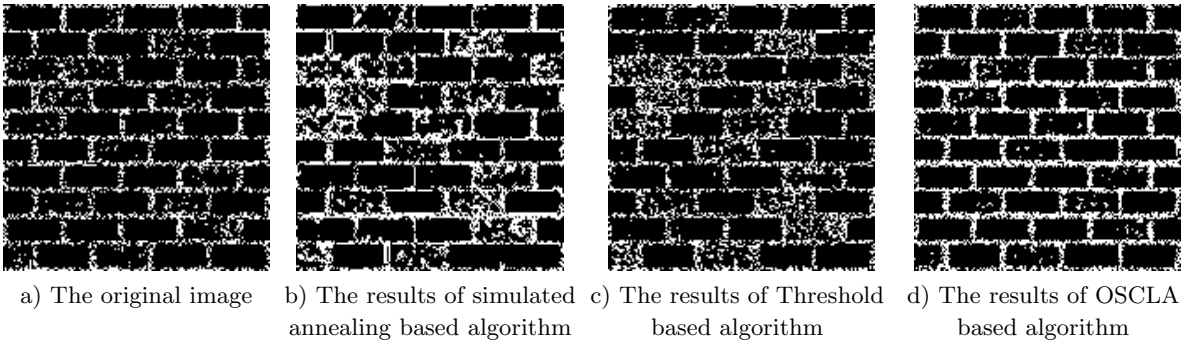 a) The original image
b) The results of simulated annealing based algorithm
c) The results of Threshold based algorithm
d) The results of OSCLA based algorithm